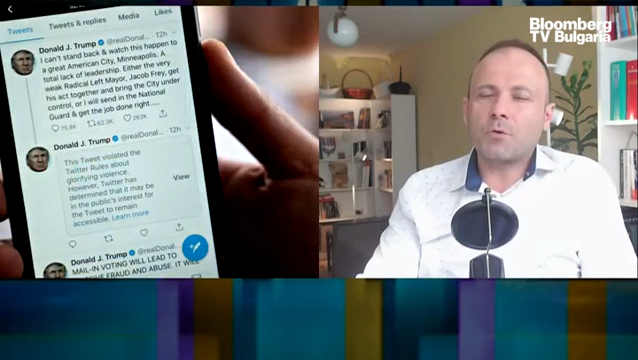 Tweets Tweets & replies Media Likes
Donald J. Trump @realDonal... · 12h
I can't stand back & watch this happen to
a great American City, Minneapolis. A
total lack of leadership. Either the very
weak Radical Left Mayor, Jacob Frey, get
his act together and bring the City under
control, or I will send in the National
Guard & get the job done right.....
75.8K 62.3K 262K
Donald J. Trump @realDonal... · 12h
This Tweet violated the
Twitter Rules about
glorifying violence.
However, Twitter has
determined that it may be
in the public's interest for
the Tweet to remain
accessible. Learn more
View
Donald J. Trump @realDonal...
MAIL-IN VOTING WILL LEAD TO
FRAUD AND ABUSE. IT
Bloomberg
TV Bulgaria